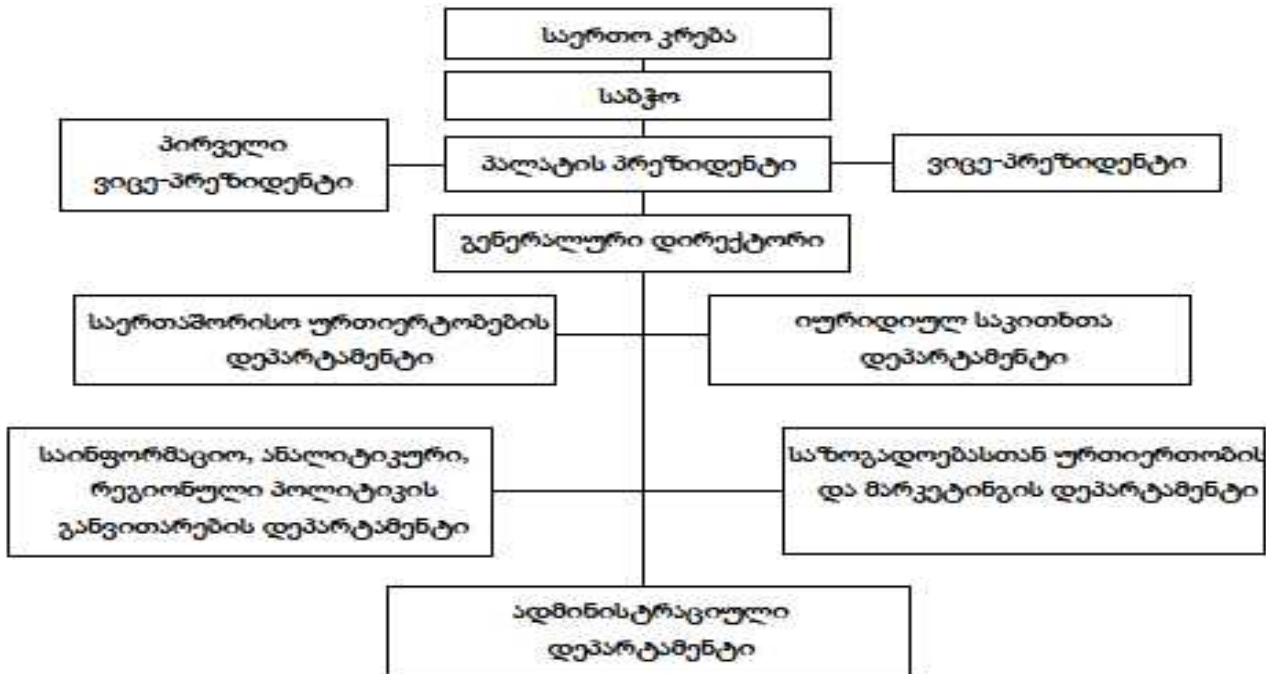 საერთო კრება
საბჭო
პირველი
ვიცე-პრეზიდენტი
პალატის პრეზიდენტი
ვიცე-პრეზიდენტი
გენერალური დირექტორი
საერთაშორისო ურთიერტობების
დეპარტამენტი
იურიდიულ საკითხთა
დეპარტამენტი
საინფორმაციო, ანალიტიკური,
რეგიონული პოლიტიკის
განვითარების დეპარტამენტი
საზოგადოებასთან ურთიერთობის
და მარკეტინგის დეპარტამენტი
ადმინისტრაციული
დეპარტამენტი